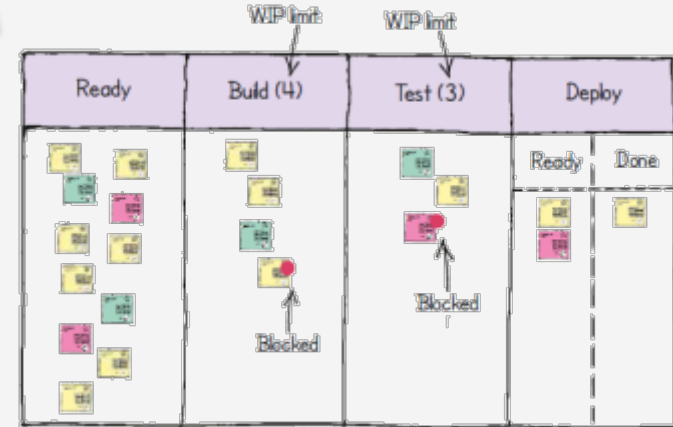 WIP limit
WIP limit
Ready
Build (4)
Test (3)
Deploy
Ready
Done
Blocked
Blocked